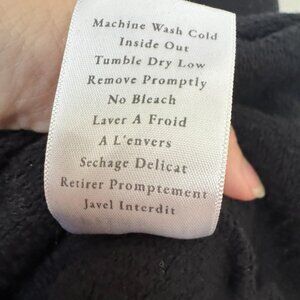 Machine Wash Cold
Inside Out
Tumble Dry Low
Remove Promptly
No Bleach
Laver A Froid
A L'envers
Sechage Delicat
Retirer Promptement
Javel Interdit